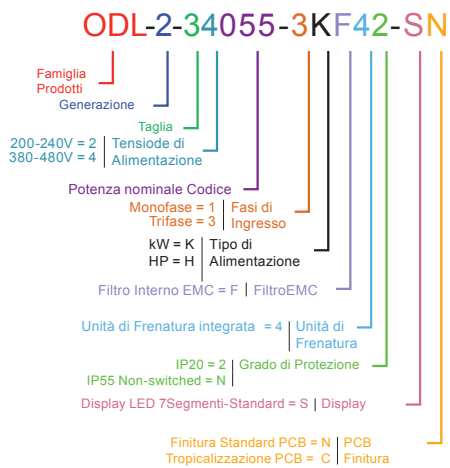 ODL-2-34055-3KF42-SN
Famiglia
Prodotti
Generazione
Taglia
200-240V = 2 | Tensiode di
380-480V = 4 | Alimentazione
Potenza nominale Codice
Monofase = 1 | Fasi di
Trifase = 3 | Ingresso
kW = K | Tipo di
HP = H | Alimentazione
Filtro Interno EMC = F | FiltroEMC
Unità di Frenatura integrata = 4 | Unità di
Frenatura
IP20 = 2 | Grado di Protezione
IP55 Non-switched = N
Display LED 7Segmenti-Standard = S | Display
Finitura Standard PCB = N | PCB
Tropicalizzazione PCB = C | Finitura